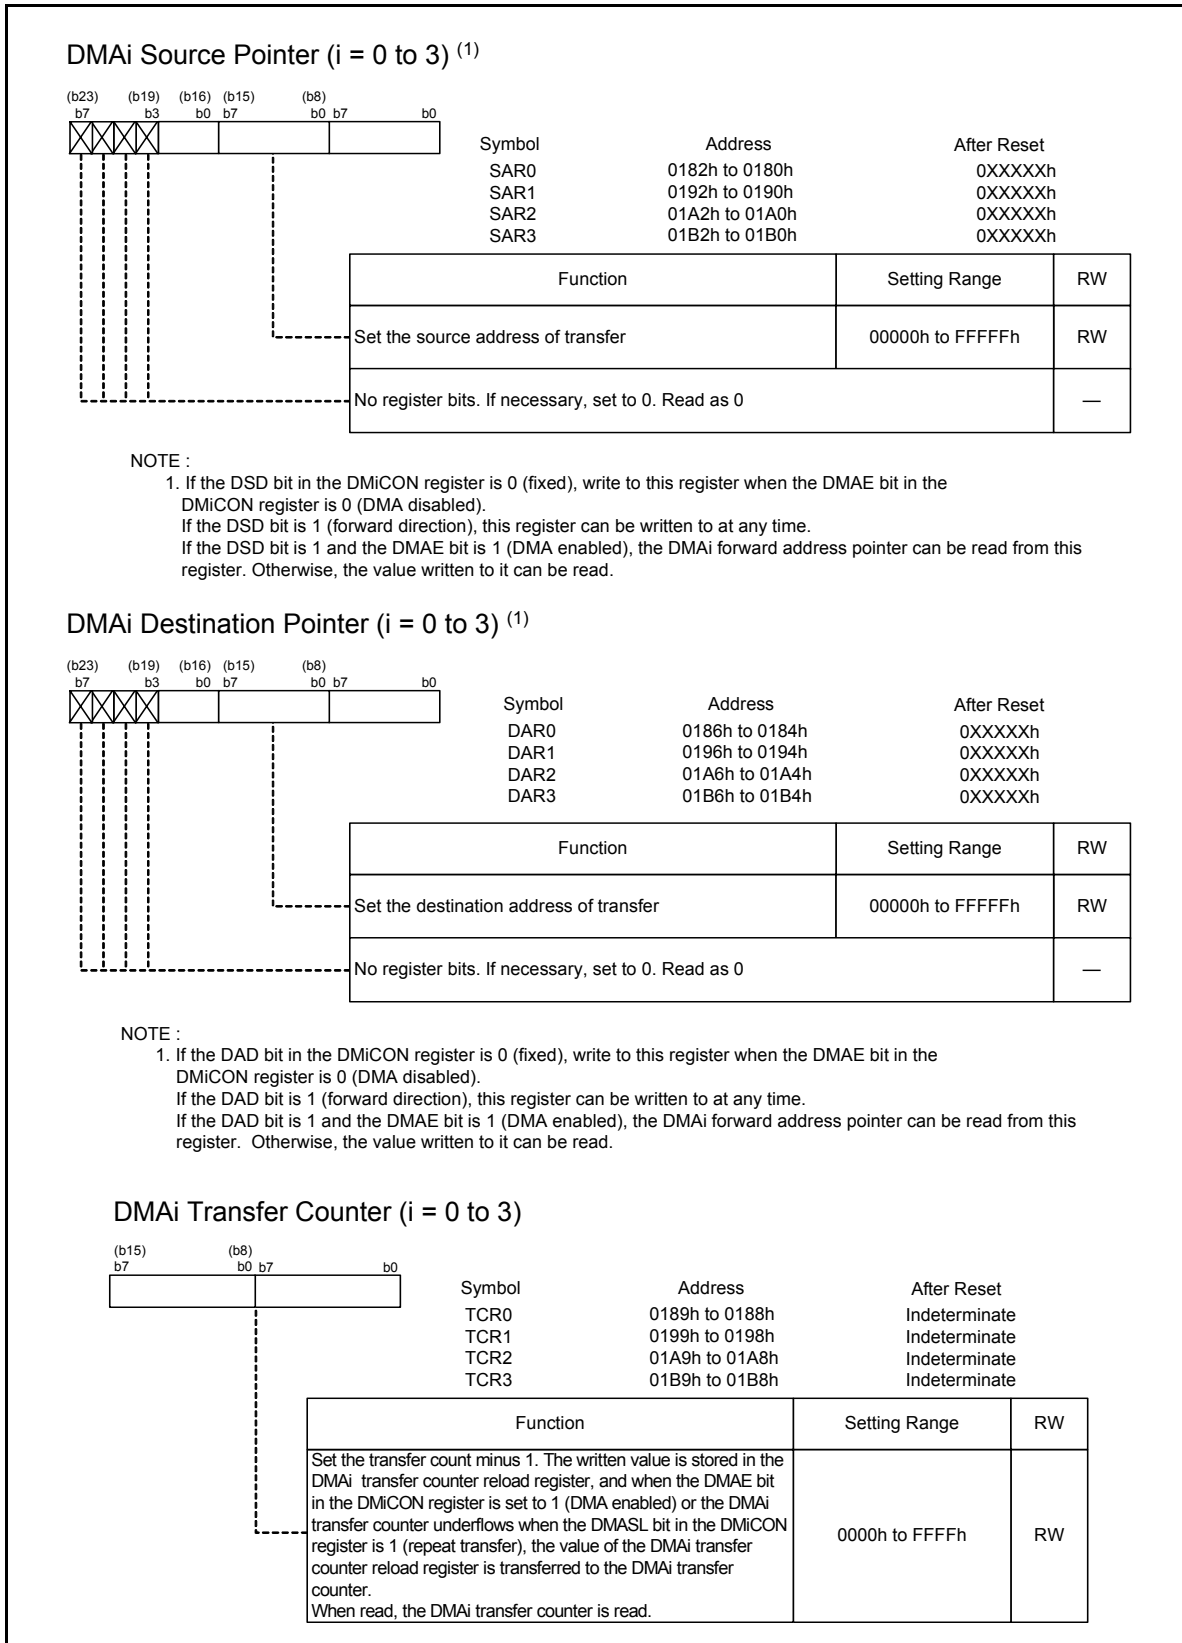 DMAi Source Pointer (i = 0 to 3) (1)
(b23) (b19) (b16) (b15) (b8)
b7 b3 b0 b7 b0 b7 b0
Symbol Address After Reset
SAR0 0182h to 0180h 0XXXXXh
SAR1 0192h to 0190h 0XXXXXh
SAR2 01A2h to 01A0h 0XXXXXh
SAR3 01B2h to 01B0h 0XXXXXh
Function Setting Range RW
Set the source address of transfer 00000h to FFFFFh RW
No register bits. If necessary, set to 0. Read as 0 —
NOTE :
1. If the DSD bit in the DMiCON register is 0 (fixed), write to this register when the DMAE bit in the
DMiCON register is 0 (DMA disabled).
If the DSD bit is 1 (forward direction), this register can be written to at any time.
If the DSD bit is 1 and the DMAE bit is 1 (DMA enabled), the DMAi forward address pointer can be read from this
register. Otherwise, the value written to it can be read.
DMAi Destination Pointer (i = 0 to 3) (1)
(b23) (b19) (b16) (b15) (b8)
b7 b3 b0 b7 b0 b7 b0
Symbol Address After Reset
DAR0 0186h to 0184h 0XXXXXh
DAR1 0196h to 0194h 0XXXXXh
DAR2 01A6h to 01A4h 0XXXXXh
DAR3 01B6h to 01B4h 0XXXXXh
Function Setting Range RW
Set the destination address of transfer 00000h to FFFFFh RW
No register bits. If necessary, set to 0. Read as 0 —
NOTE :
1. If the DAD bit in the DMiCON register is 0 (fixed), write to this register when the DMAE bit in the
DMiCON register is 0 (DMA disabled).
If the DAD bit is 1 (forward direction), this register can be written to at any time.
If the DAD bit is 1 and the DMAE bit is 1 (DMA enabled), the DMAi forward address pointer can be read from this
register. Otherwise, the value written to it can be read.
DMAi Transfer Counter (i = 0 to 3)
(b15) (b8)
b7 b0 b7 b0
Symbol Address After Reset
TCR0 0189h to 0188h Indeterminate
TCR1 0199h to 0198h Indeterminate
TCR2 01A9h to 01A8h Indeterminate
TCR3 01B9h to 01B8h Indeterminate
Function Setting Range RW
Set the transfer count minus 1. The written value is stored in the
DMAi transfer counter reload register, and when the DMAE bit
in the DMiCON register is set to 1 (DMA enabled) or the DMAi
transfer counter underflows when the DMASL bit in the DMiCON
register is 1 (repeat transfer), the value of the DMAi transfer
counter reload register is transferred to the DMAi transfer
counter.
When read, the DMAi transfer counter is read.
0000h to FFFFh RW